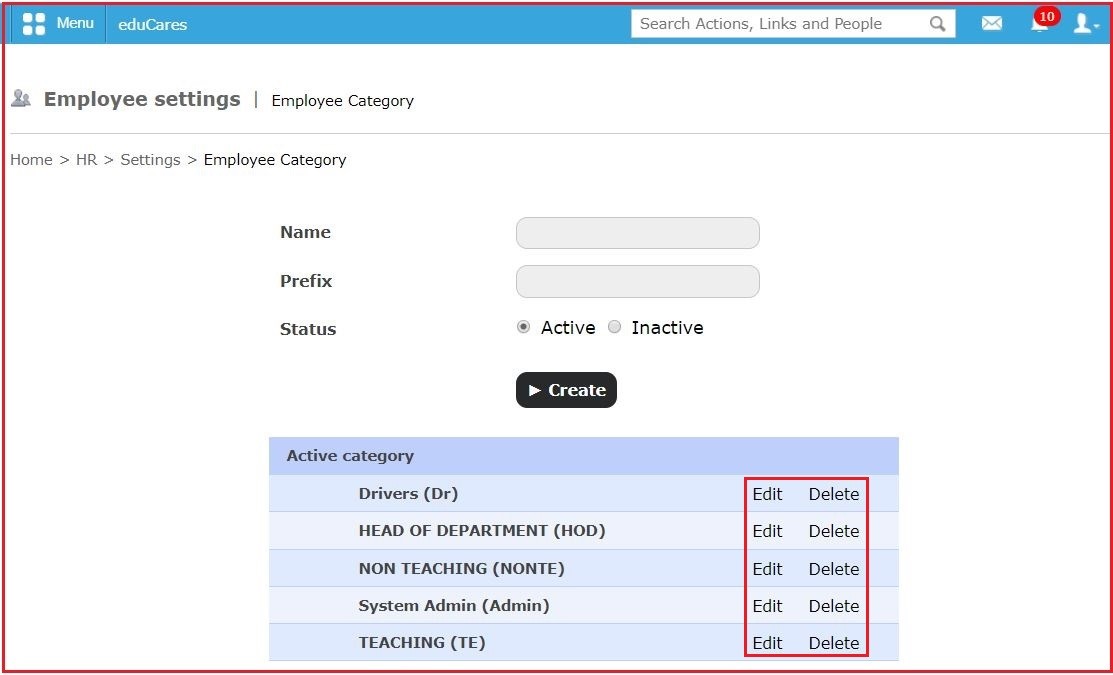 Menu eduCares Search Actions, Links and People 10
Employee settings | Employee Category
Home > HR > Settings > Employee Category
Name
Prefix
Status Active Inactive
► Create
Active category
Drivers (Dr) Edit Delete
HEAD OF DEPARTMENT (HOD) Edit Delete
NON TEACHING (NONTE) Edit Delete
System Admin (Admin) Edit Delete
TEACHING (TE) Edit Delete